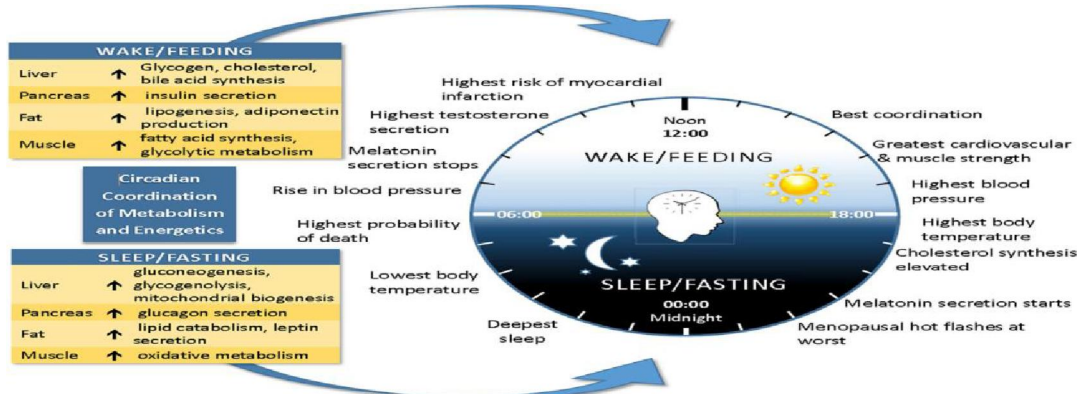 WAKE/FEEDING
Liver ↑ Glycogen, cholesterol,
bile acid synthesis
Pancreas ↑ insulin secretion
Fat ↑ lipogenesis, adiponectin
production
Muscle ↑ fatty acid synthesis,
glycolytic metabolism
Circadian
Coordination
of Metabolism
and Energetics
SLEEP/FASTING
Liver ↑ gluconeogenesis,
glycogenolysis,
mitochondrial biogenesis
Pancreas ↑ glucagon secretion
Fat ↑ lipid catabolism, leptin
secretion
Muscle ↑ oxidative metabolism
Highest risk of myocardial
infarction
Highest testosterone
secretion
Melatonin
secretion stops
Rise in blood pressure
Highest probability
of death
Lowest body
temperature
Deepest
sleep
Noon
12:00
WAKE/FEEDING
06:00
18:00
SLEEP/FASTING
00:00
Midnight
Best coordination
Greatest cardiovascular
& muscle strength
Highest blood
pressure
Highest body
temperature
Cholesterol synthesis
elevated
Melatonin secretion starts
Menopausal hot flashes at
worst